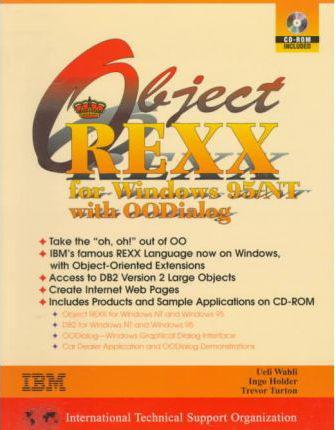 CD-ROM
INCLUDED
Object
REXX
for Windows 95/NT
with OODialog
Take the "oh, oh!" out of OO
IBM's famous REXX Language now on Windows,
with Object-Oriented Extensions
Access to DB2 Version 2 Large Objects
Create Internet Web Pages
Includes Products and Sample Applications on CD-ROM
Object REXX for Windows NT and Windows 95
DB2 for Windows NT and Windows 95
OODialog—Windows Graphical Dialog Interface
Car Dealer Application and OODialog Demonstrations
Ueli Wahli
Ingo Holder
Trevor Turton
IBM
International Technical Support Organization